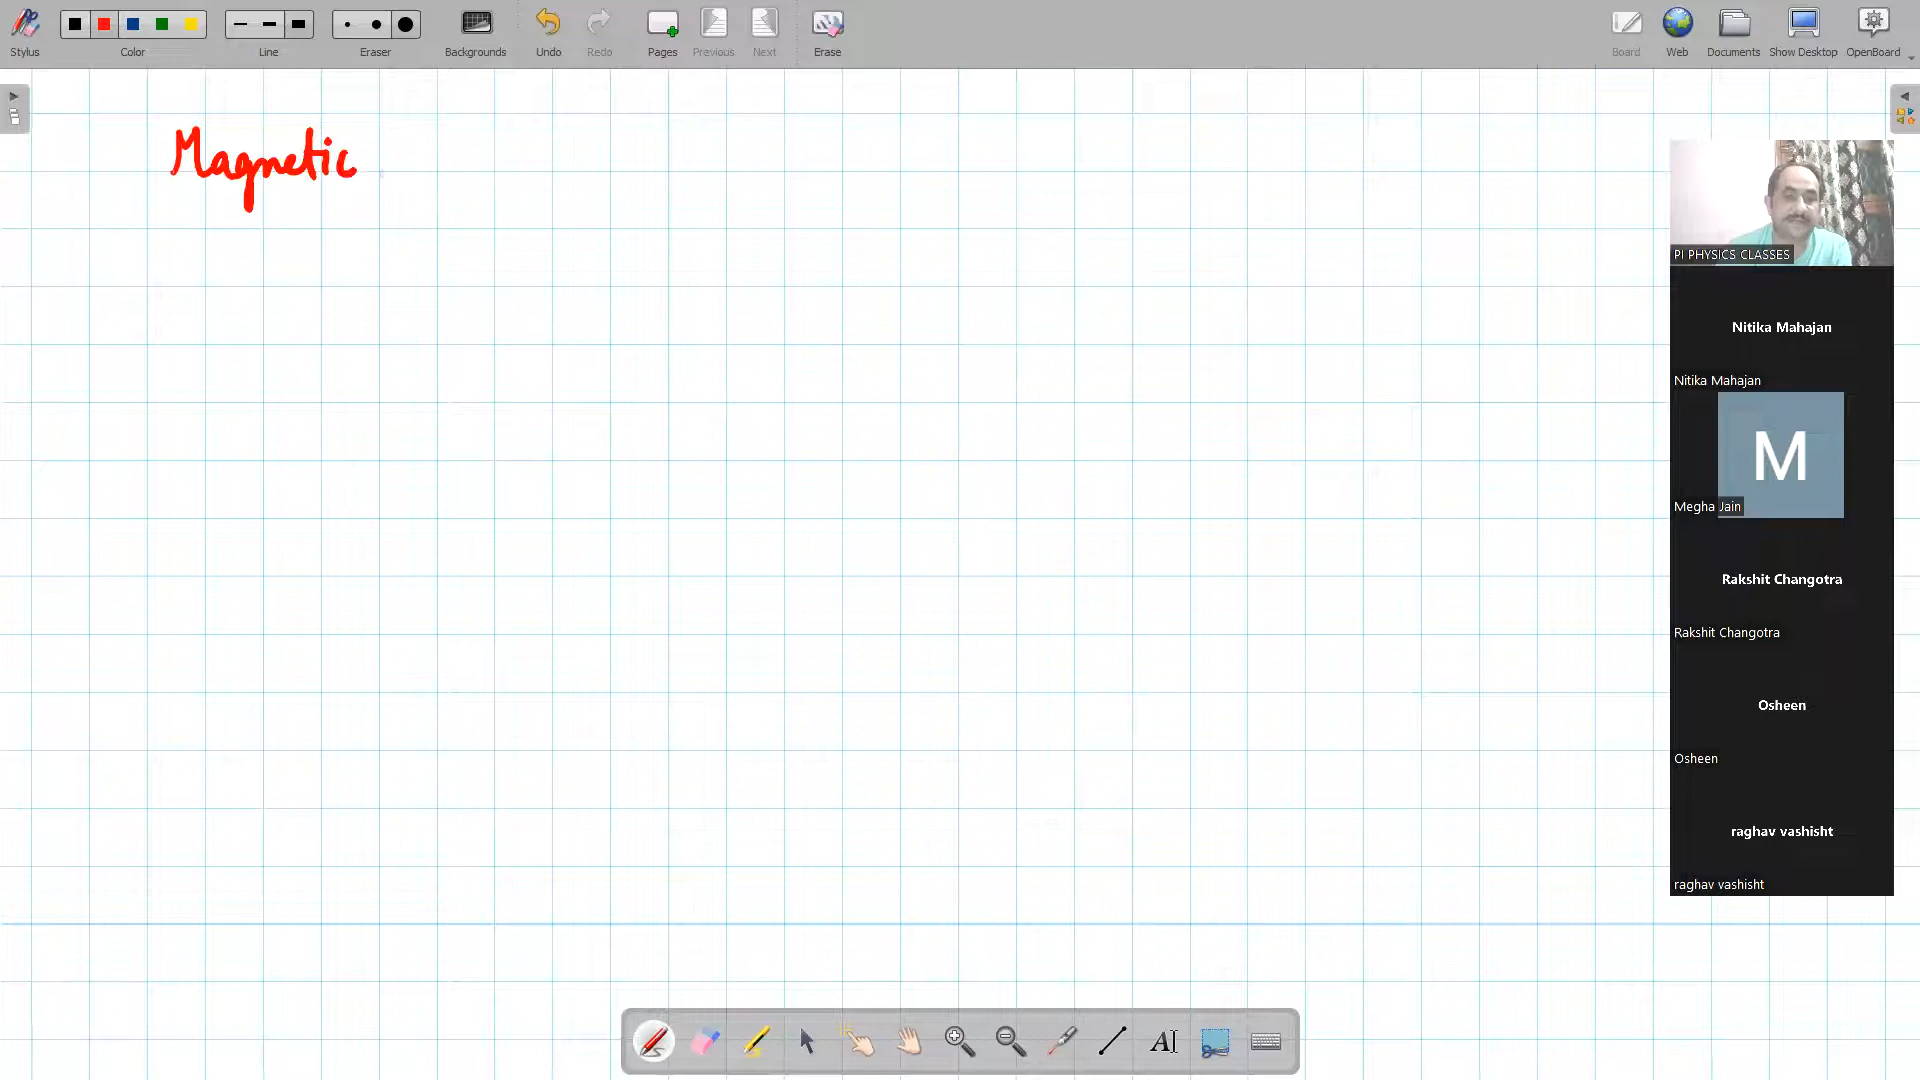 Stylus
Color
Line
Eraser
Backgrounds
Undo
Redo
Pages
Previous
Next
Erase
Board
Web
Documents
Show Desktop
OpenBoard
Magnetic
PI PHYSICS CLASSES
Nitika Mahajan
Nitika Mahajan
M
Megha Jain
Rakshit Changotra
Rakshit Changotra
Osheen
Osheen
raghav vashisht
raghav vashisht
AI